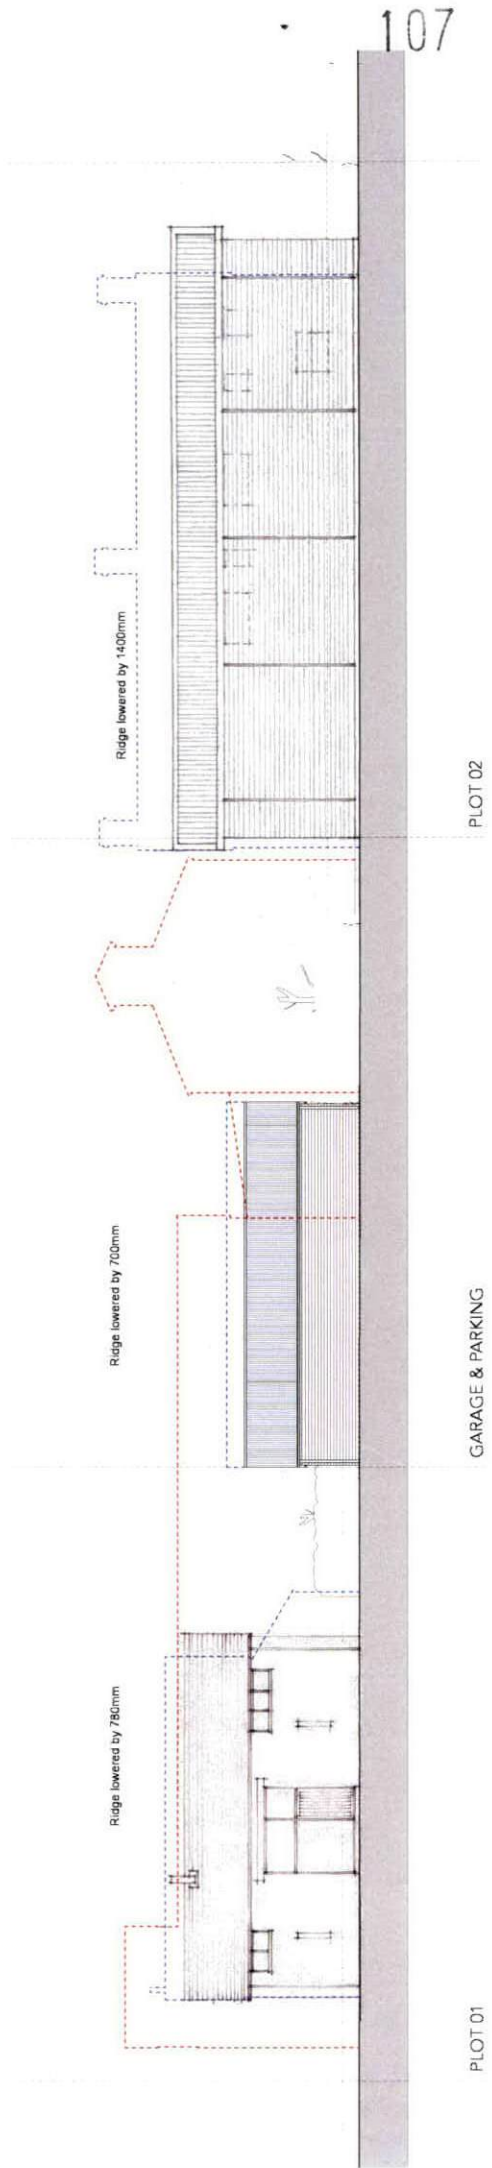 107
Ridge lowered by 780mm
Ridge lowered by 700mm
Ridge lowered by 1400mm
PLOT 01
GARAGE & PARKING
PLOT 02